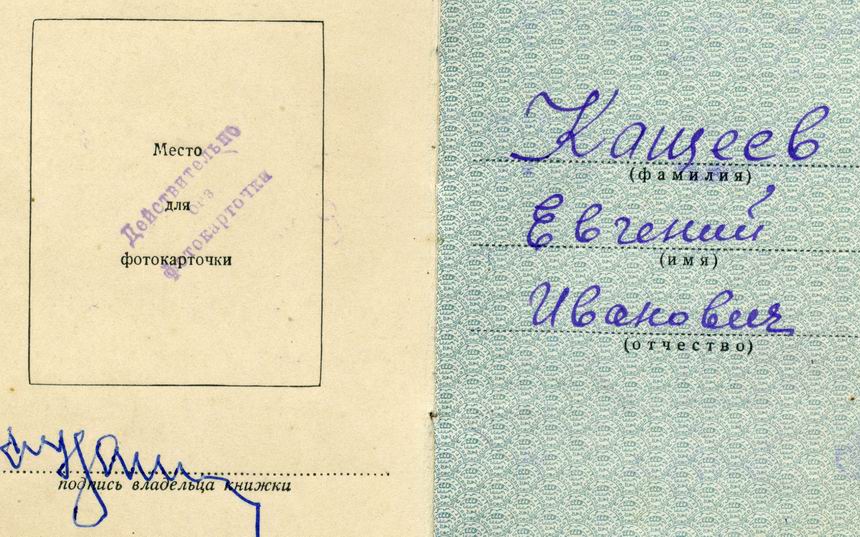 Место
для
фотокарточки
Действительно
без
фотокарточки
подпись владельца книжки
Кащеев
(фамилия)
Евгений
(имя)
Иванович
(отчество)